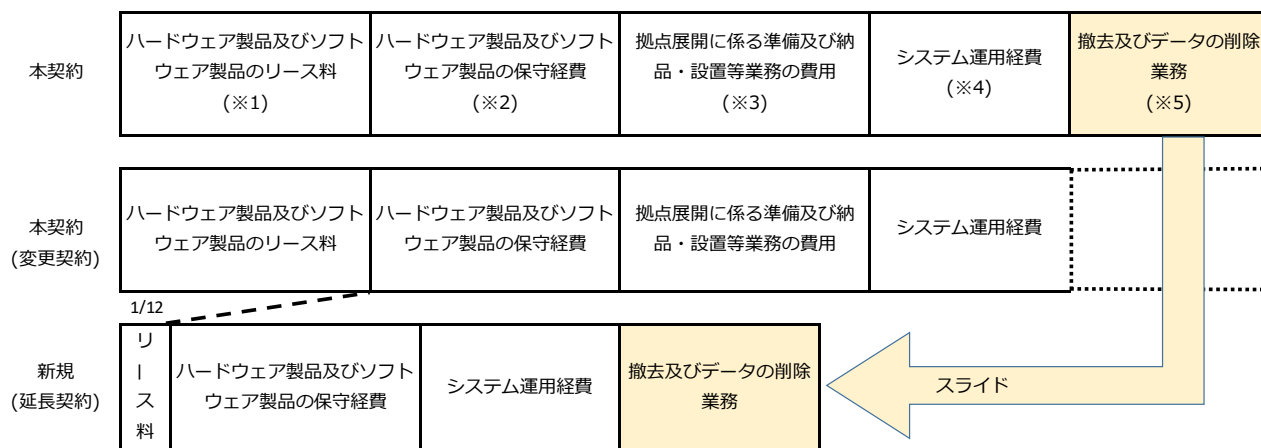 本契約
ハードウェア製品及びソフト
ウェア製品のリース料
(※1)
ハードウェア製品及びソフト
ウェア製品の保守経費
(※2)
拠点展開に係る準備及び納
品・設置等業務の費用
(※3)
システム運用経費
(※4)
撤去及びデータの削除
業務
(※5)
本契約
(変更契約)
ハードウェア製品及びソフト
ウェア製品のリース料
ハードウェア製品及びソフト
ウェア製品の保守経費
拠点展開に係る準備及び納
品・設置等業務の費用
システム運用経費
1/12
新規
(延長契約)
リース料
ハードウェア製品及びソフト
ウェア製品の保守経費
システム運用経費
撤去及びデータの削除
業務
スライド